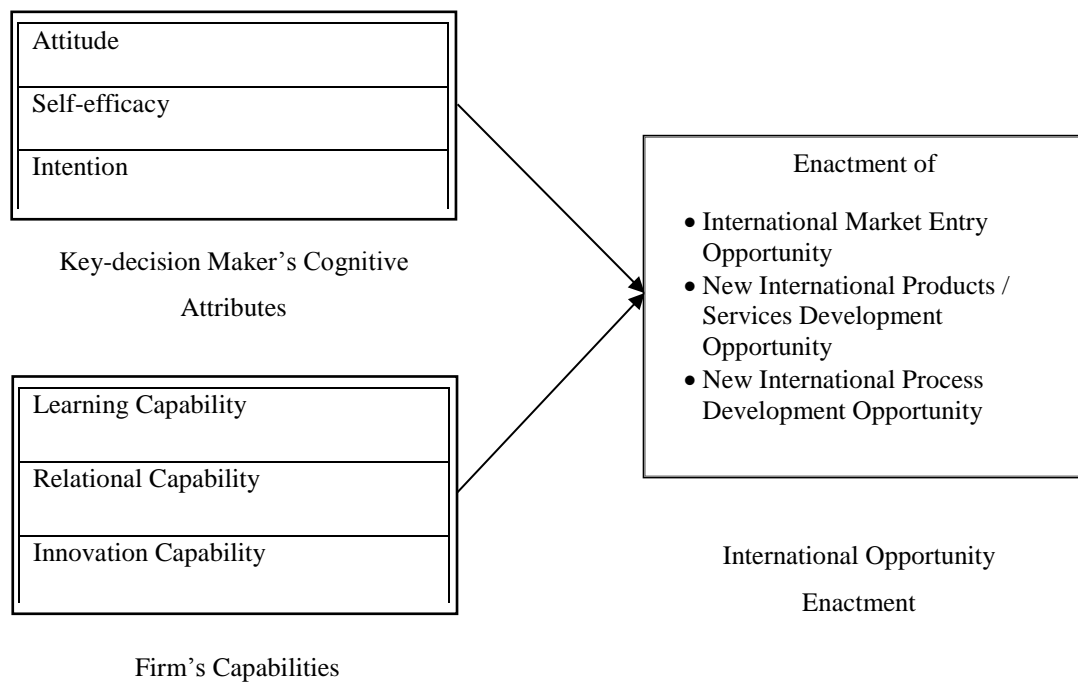 Attitude
Self-efficacy
Intention
Key-decision Maker’s Cognitive
Attributes
Learning Capability
Relational Capability
Innovation Capability
Firm’s Capabilities
Enactment of
• International Market Entry
Opportunity
• New International Products /
Services Development
Opportunity
• New International Process
Development Opportunity
International Opportunity
Enactment